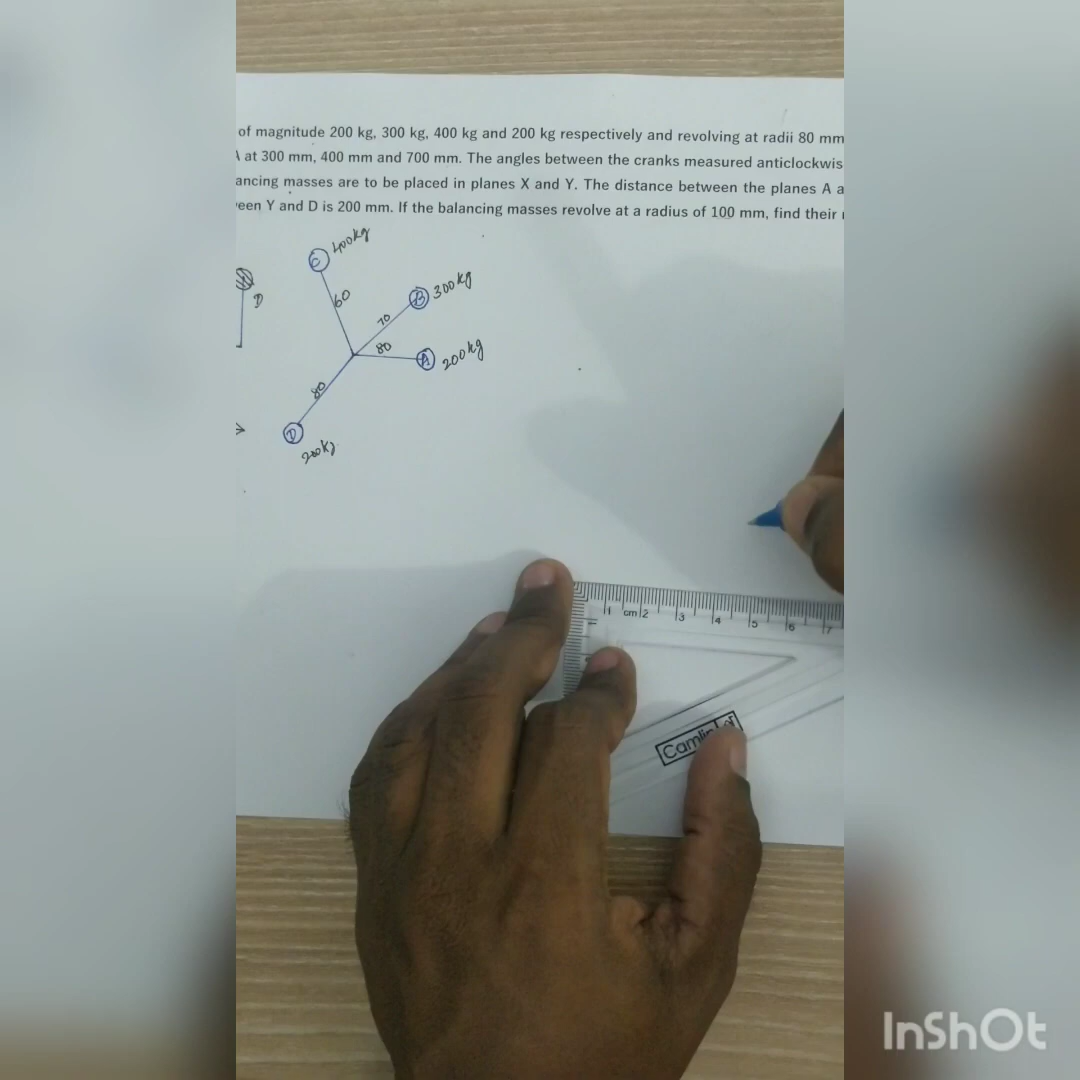 of magnitude 200 kg, 300 kg, 400 kg and 200 kg respectively and revolving at radii 80 mm
A at 300 mm, 400 mm and 700 mm. The angles between the cranks measured anticlockwis
ancing masses are to be placed in planes X and Y. The distance between the planes A a
een Y and D is 200 mm. If the balancing masses revolve at a radius of 100 mm, find their
C 400kg
D
60
B 300kg
70
80
A 200kg
80
D
200kg
1 cm 2 3 4 5 6 7
Camlin
InShOt